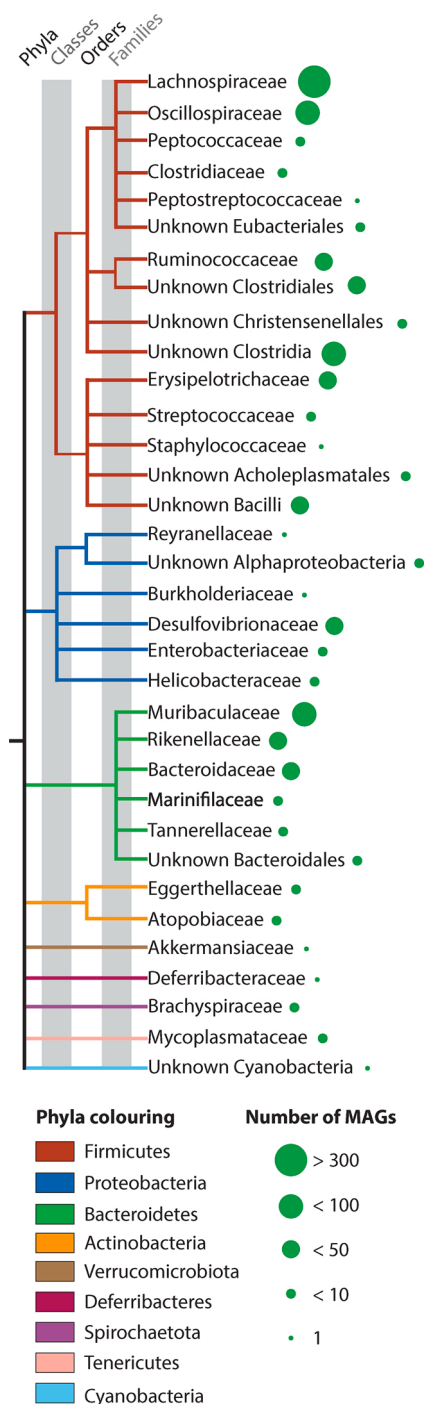 Phyla
Classes
Orders
Families
Lachnospiraceae
Oscillospiraceae
Peptococcaceae
Clostridiaceae
Peptostreptococcaceae
Unknown Eubacteriales
Ruminococcaceae
Unknown Clostridiales
Unknown Christensenellales
Unknown Clostridia
Erysipelotrichaceae
Streptococcaceae
Staphylococcaceae
Unknown Acholeplasmatales
Unknown Bacilli
Reyranellaceae
Unknown Alphaproteobacteria
Burkholderiaceae
Desulfovibrionaceae
Enterobacteriaceae
Helicobacteraceae
Muribaculaceae
Rikenellaceae
Bacteroidaceae
Marinifilaceae
Tannerellaceae
Unknown Bacteroidales
Eggerthellaceae
Atopobiaceae
Akkermansiaceae
Deferribacteraceae
Brachyspiraceae
Mycoplasmataceae
Unknown Cyanobacteria
Phyla colouring
Firmicutes
Proteobacteria
Bacteroidetes
Actinobacteria
Verrucomicrobiota
Deferribacteres
Spirochaetota
Tenericutes
Cyanobacteria
Number of MAGs
> 300
< 100
< 50
< 10
1